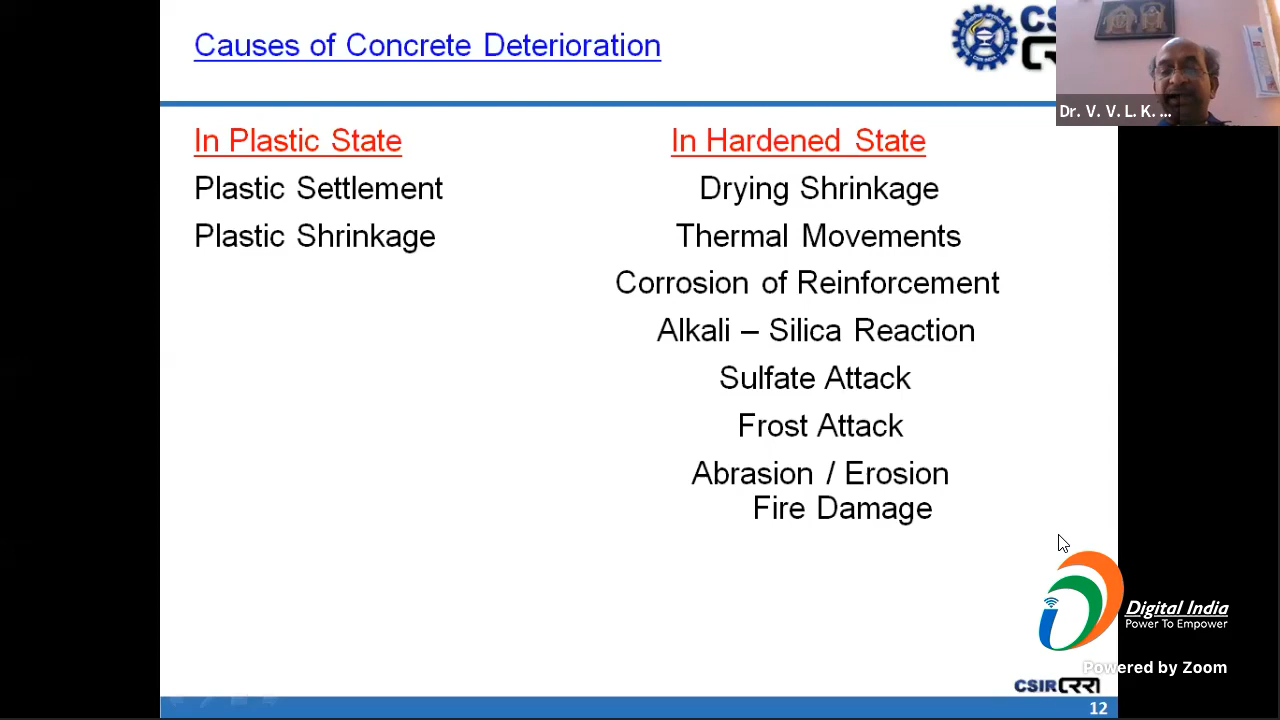 Causes of Concrete Deterioration
CS
Dr. V. V. L. K. ...
In Plastic State
Plastic Settlement
Plastic Shrinkage
In Hardened State
Drying Shrinkage
Thermal Movements
Corrosion of Reinforcement
Alkali – Silica Reaction
Sulfate Attack
Frost Attack
Abrasion / Erosion
Fire Damage
Digital India
Power To Empower
Powered by Zoom
CSIR CRRI
12